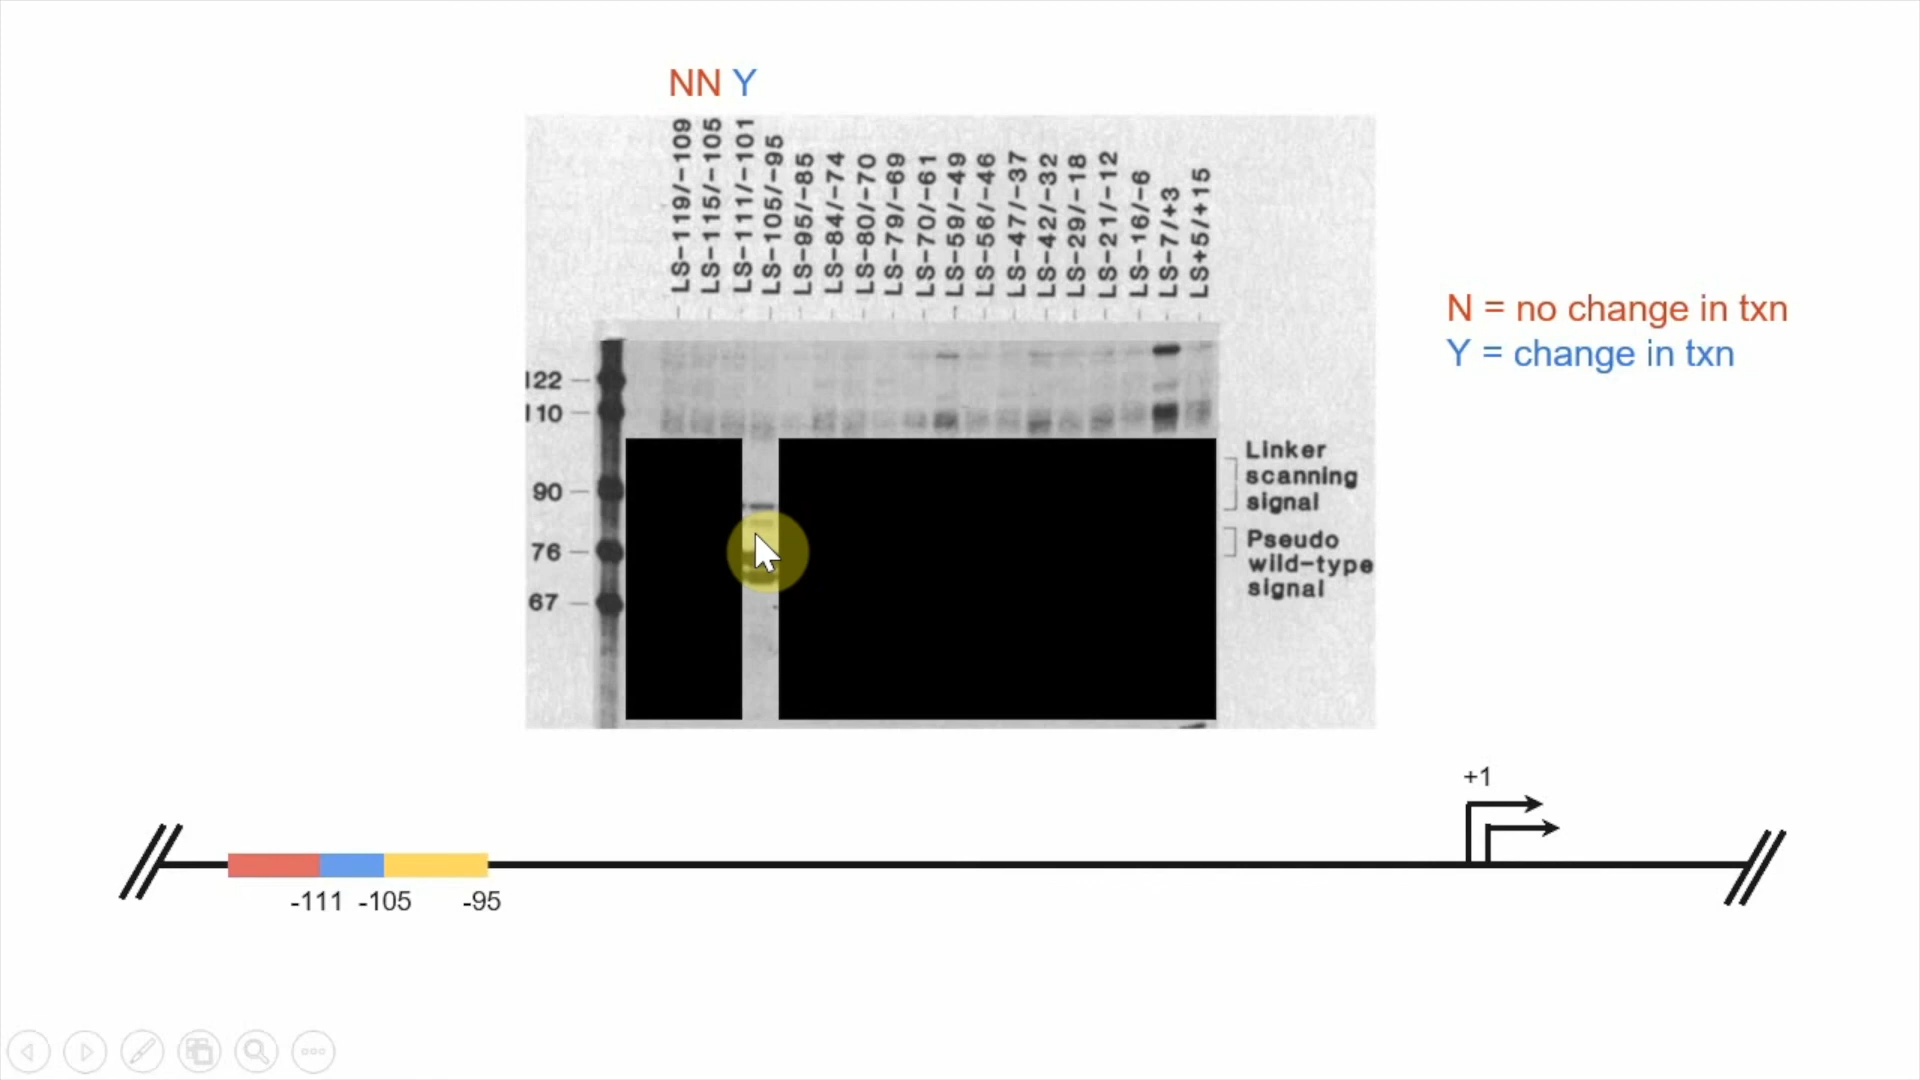 NN Y
LS-119/-109
LS-115/-105
LS-111/-101
LS-105/-95
LS-95/-85
LS-84/-74
LS-80/-70
LS-79/-69
LS-70/-61
LS-59/-49
LS-56/-46
LS-47/-37
LS-42/-32
LS-29/-18
LS-21/-12
LS-16/-6
LS-7/+3
LS+5/+15
N = no change in txn
Y = change in txn
122
110
90
76
67
Linker
scanning
signal
Pseudo
wild-type
signal
+1
-111 -105 -95